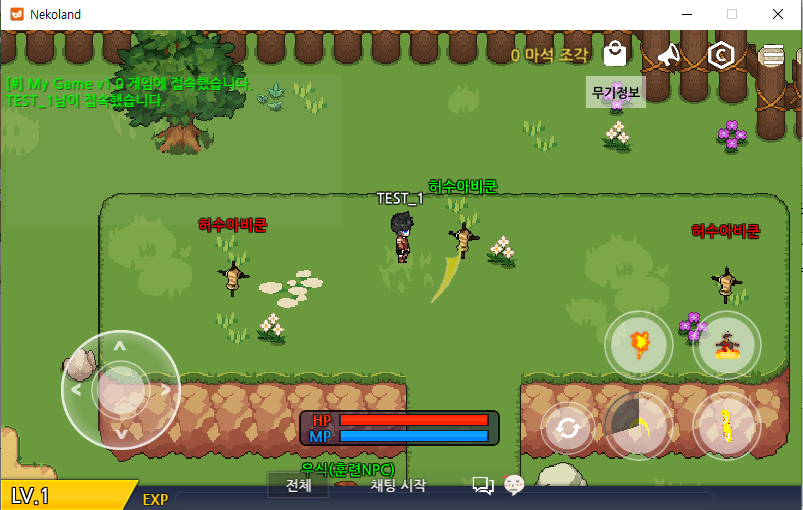 Nekoland
0 마석 조각
[#] My Game v1.0 게임에 접속했습니다.
TEST_1님이 접속했습니다.
무기정보
허수아비쿤
TEST_1
허수아비쿤
허수아비쿤
HP
MP
우식(훈련NPC)
전체
채팅 시작
LV.1
EXP